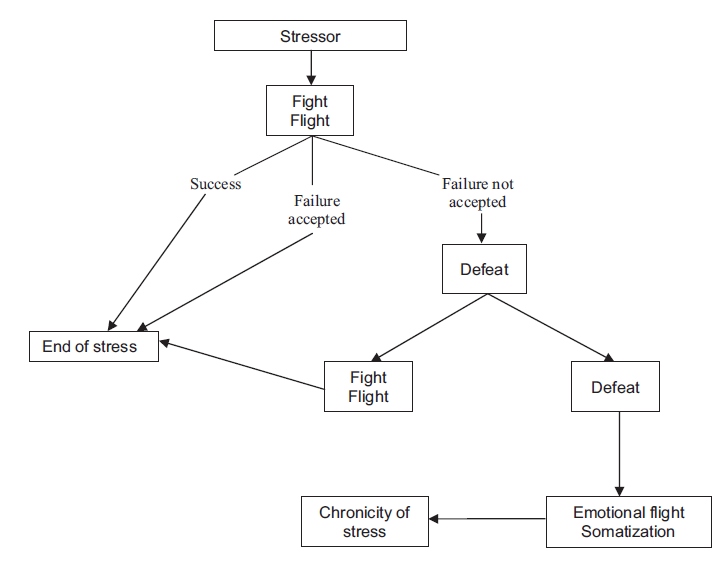 Stressor
Fight
Flight
Success
Failure
accepted
Failure not
accepted
Defeat
End of stress
Fight
Flight
Defeat
Chronicity of
stress
Emotional flight
Somatization